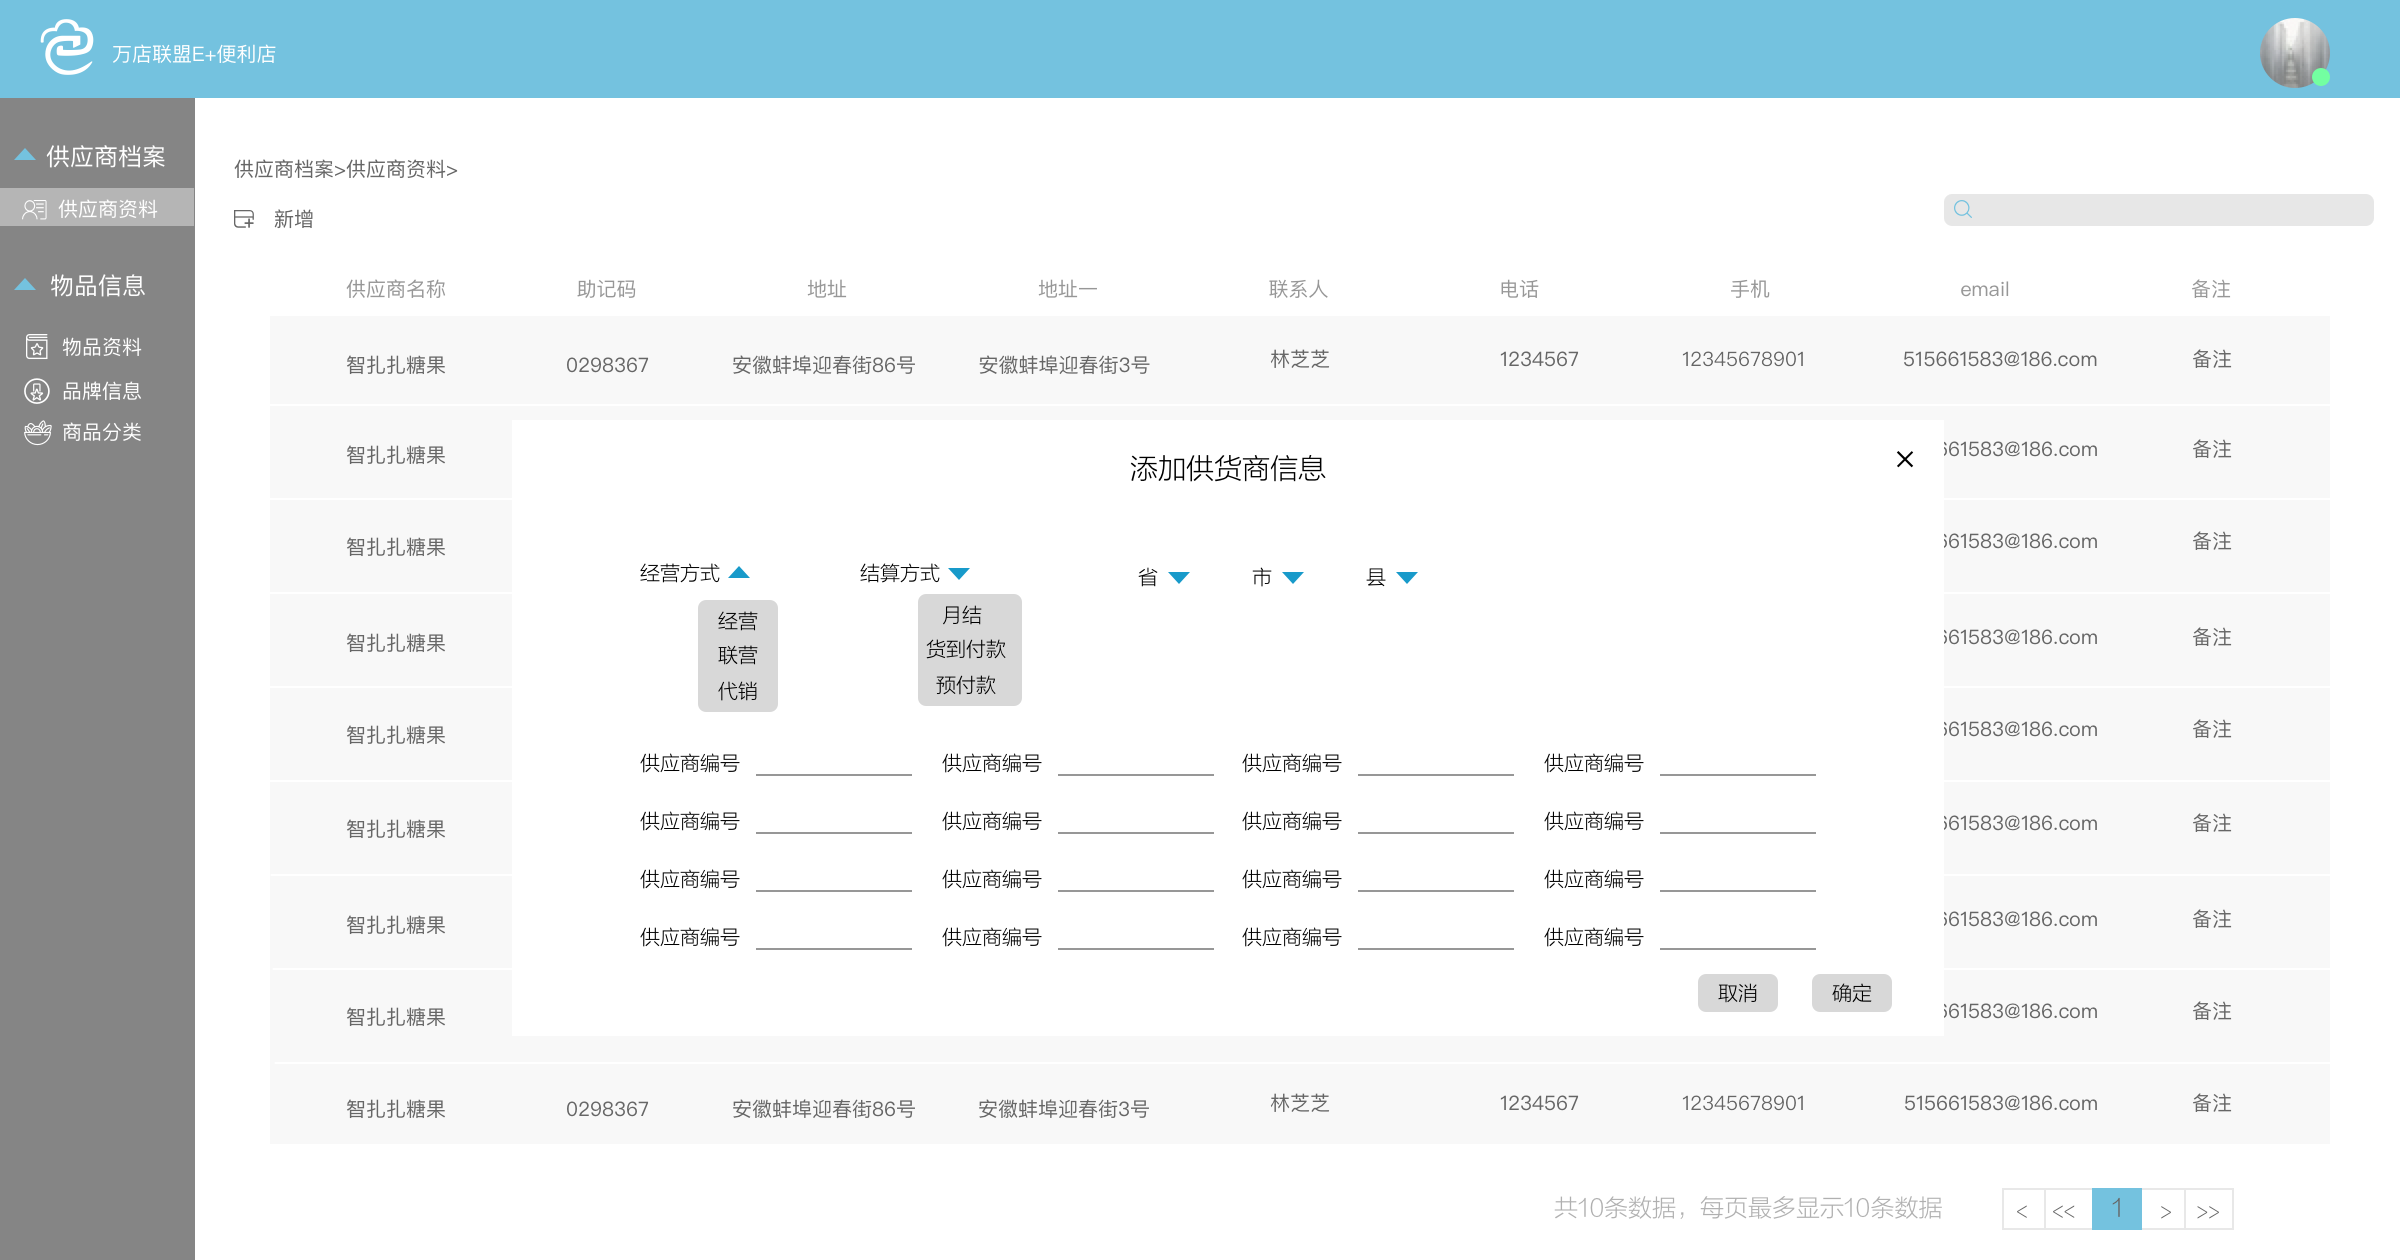 万店联盟E+便利店
供应商档案
供应商资料
物品信息
物品资料
品牌信息
商品分类
供应商档案>供应商资料>
新增
供应商名称 助记码 地址 地址一 联系人 电话 手机 email 备注
智扎扎糖果 0298367 安徽蚌埠迎春街86号 安徽蚌埠迎春街3号 林芝芝 1234567 12345678901 515661583@186.com 备注
智扎扎糖果 661583@186.com 备注
智扎扎糖果 661583@186.com 备注
智扎扎糖果 661583@186.com 备注
智扎扎糖果 661583@186.com 备注
智扎扎糖果 661583@186.com 备注
智扎扎糖果 661583@186.com 备注
智扎扎糖果 661583@186.com 备注
智扎扎糖果 0298367 安徽蚌埠迎春街86号 安徽蚌埠迎春街3号 林芝芝 1234567 12345678901 515661583@186.com 备注
添加供货商信息
经营方式 结算方式 省 市 县
经营
联营
代销
月结
货到付款
预付款
供应商编号 供应商编号 供应商编号 供应商编号
供应商编号 供应商编号 供应商编号 供应商编号
供应商编号 供应商编号 供应商编号 供应商编号
供应商编号 供应商编号 供应商编号 供应商编号
取消 确定
共10条数据，每页最多显示10条数据 < << 1 > >>